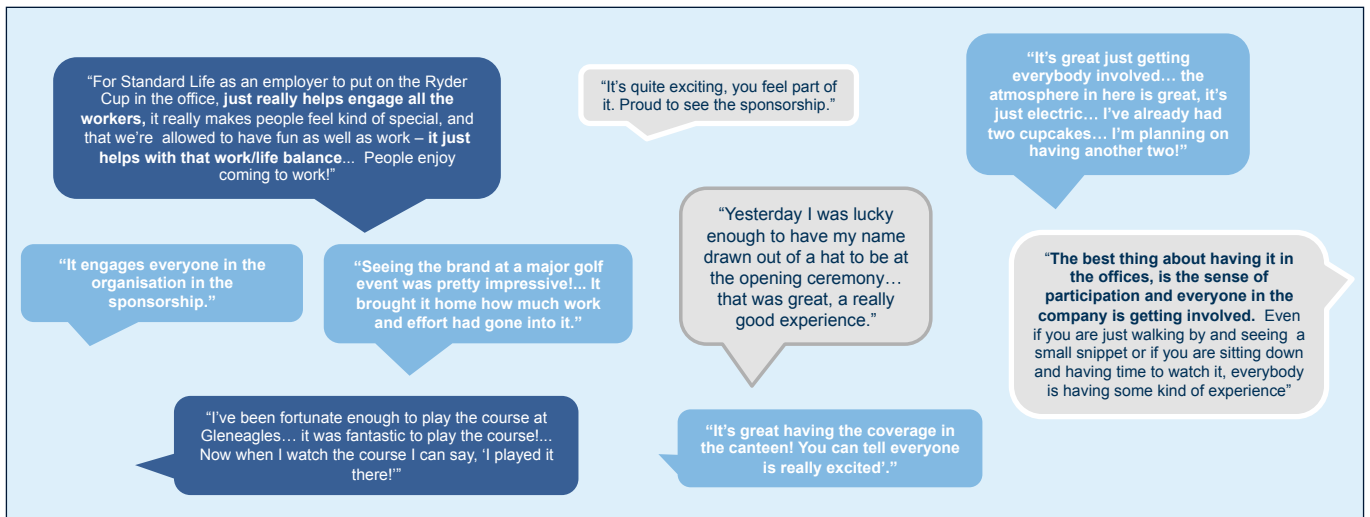 “For Standard Life as an employer to put on the Ryder
Cup in the office, just really helps engage all the
workers, it really makes people feel kind of special, and
that we’re allowed to have fun as well as work – it just
helps with that work/life balance... People enjoy
coming to work!”
“It’s quite exciting, you feel part of
it. Proud to see the sponsorship.”
“It’s great just getting
everybody involved… the
atmosphere in here is great, it’s
just electric… I’ve already had
two cupcakes… I’m planning on
having another two!”
“It engages everyone in the
organisation in the
sponsorship.”
“Seeing the brand at a major golf
event was pretty impressive!... It
brought it home how much work
and effort had gone into it.”
“Yesterday I was lucky
enough to have my name
drawn out of a hat to be at
the opening ceremony…
that was great, a really
good experience.”
“The best thing about having it in
the offices, is the sense of
participation and everyone in the
company is getting involved. Even
if you are just walking by and seeing a
small snippet or if you are sitting down
and having time to watch it, everybody
is having some kind of experience”
“I’ve been fortunate enough to play the course at
Gleneagles… it was fantastic to play the course!...
Now when I watch the course I can say, ‘I played it
there!’”
“It’s great having the coverage in
the canteen! You can tell everyone
is really excited’.”